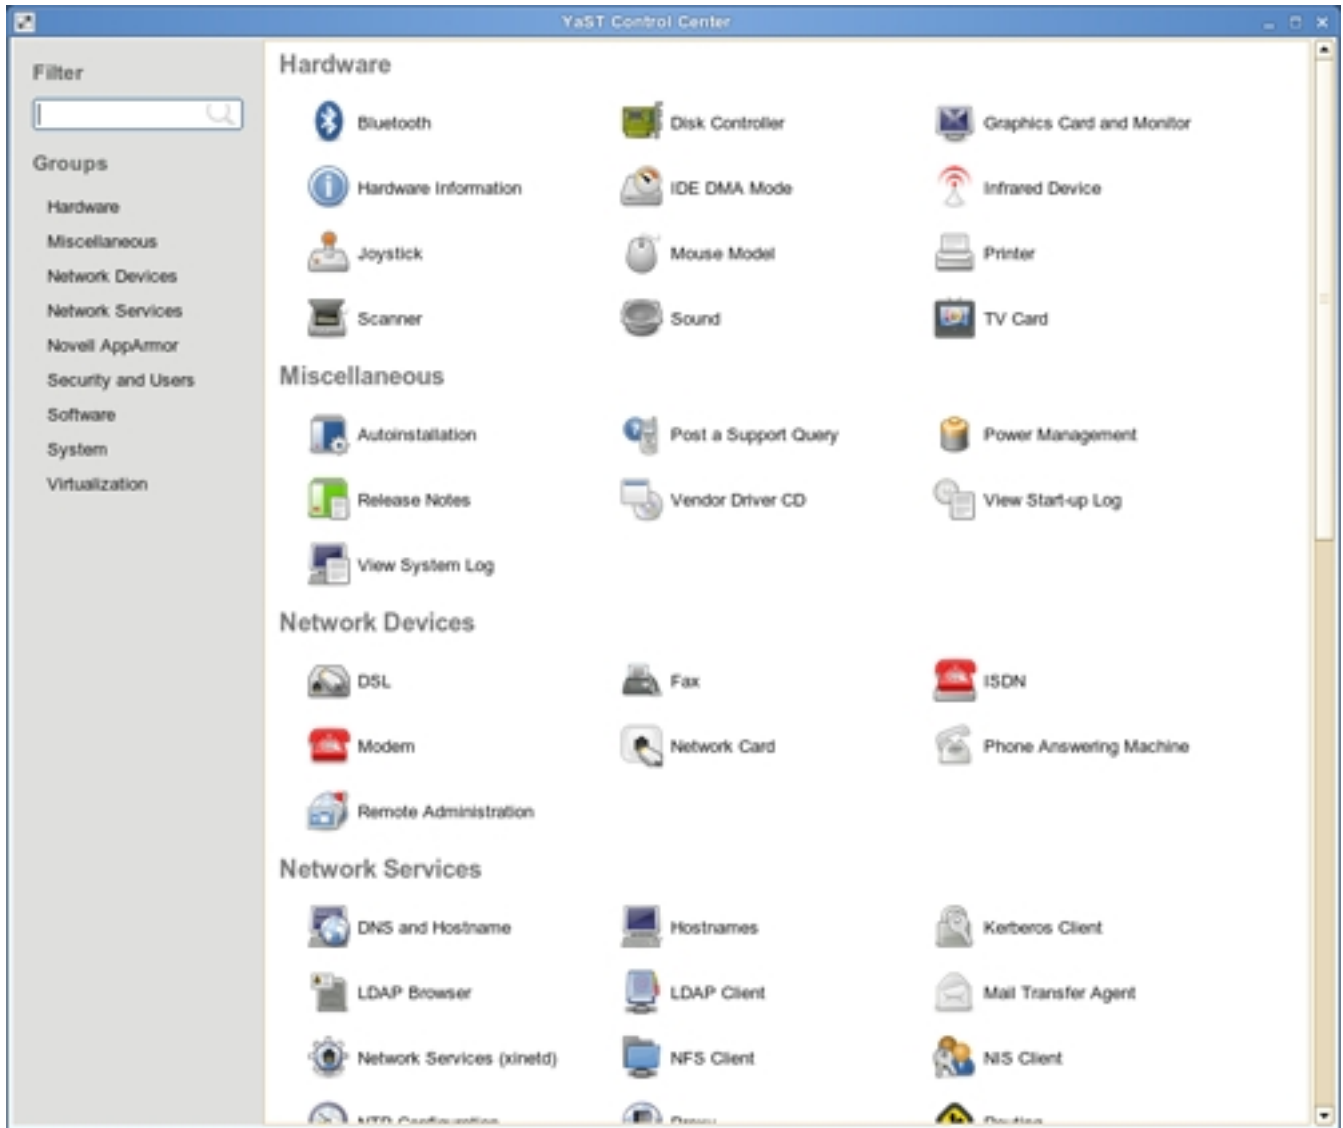 YaST Control Center
Filter
Groups
Hardware
Miscellaneous
Network Devices
Network Services
Novell AppArmor
Security and Users
Software
System
Virtualization
Hardware
Bluetooth Disk Controller Graphics Card and Monitor
Hardware Information IDE DMA Mode Infrared Device
Joystick Mouse Model Printer
Scanner Sound TV Card
Miscellaneous
Autoinstallation Post a Support Query Power Management
Release Notes Vendor Driver CD View Start-up Log
View System Log
Network Devices
DSL Fax ISDN
Modem Network Card Phone Answering Machine
Remote Administration
Network Services
DNS and Hostname Hostnames Kerberos Client
LDAP Browser LDAP Client Mail Transfer Agent
Network Services (xinetd) NFS Client NIS Client
NTP Configuration Proxy Routing